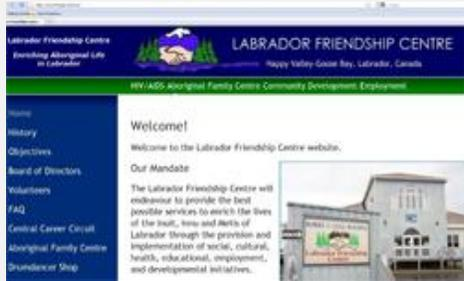 Labrador Friendship Centre
Enriching Aboriginal Life
in Labrador
LABRADOR FRIENDSHIP CENTRE
Happy Valley-Goose Bay, Labrador, Canada
HIV/AIDS Aboriginal Family Centre Community Development Employment
Home
History
Objectives
Board of Directors
Volunteers
FAQ
Central Career Circuit
Aboriginal Family Centre
Drumdancer Shop
Welcome!
Welcome to the Labrador Friendship Centre website.
Our Mandate
The Labrador Friendship Centre will
endeavour to provide the best
possible services to enrich the lives
of the Inuit, Innu and Metis of
Labrador through the provision and
implementation of social, cultural,
health, educational, employment,
and developmental initiatives.
Labrador Friendship
Centre